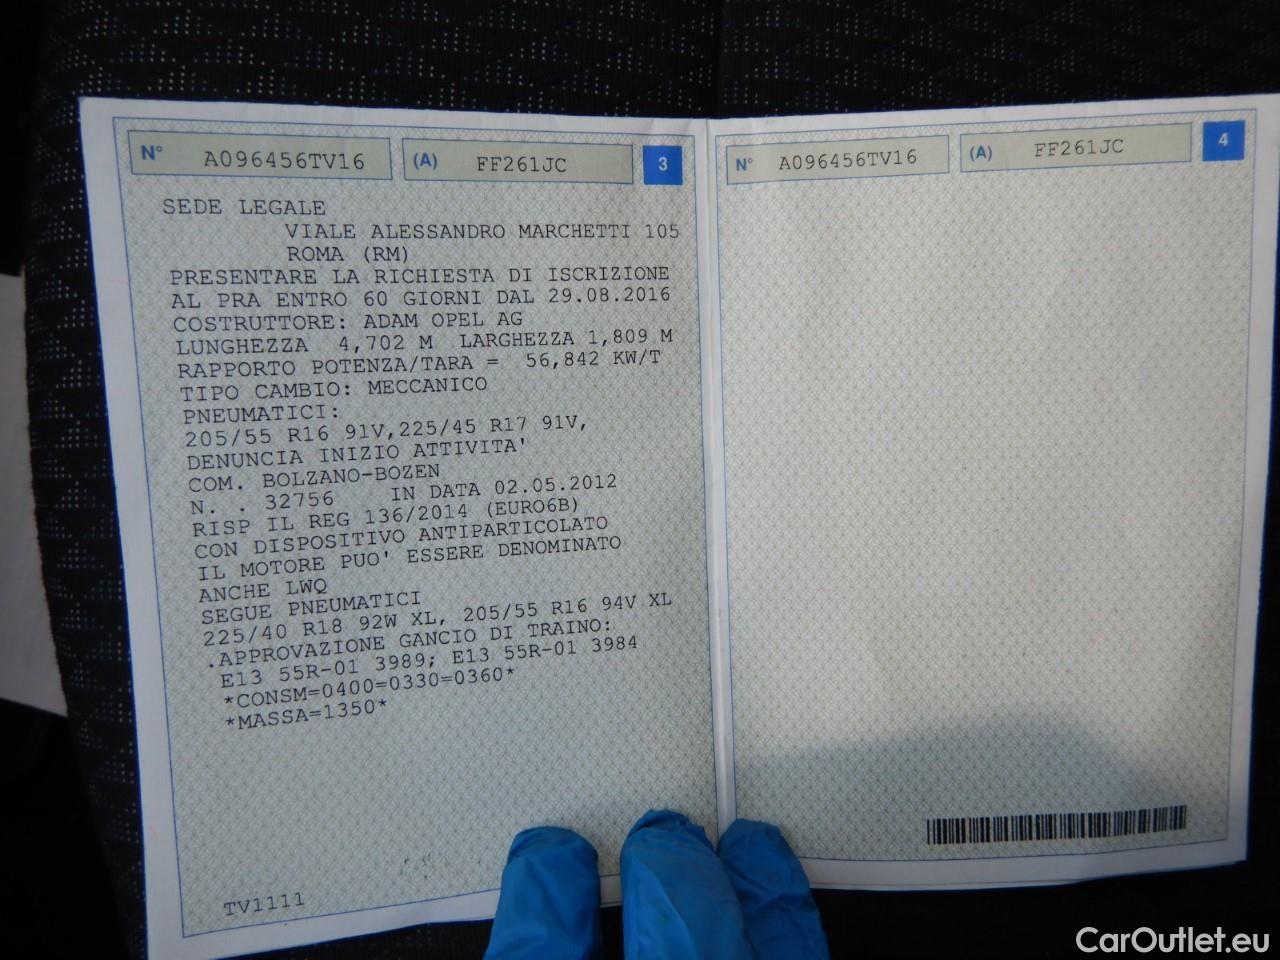 N° A096456TV16 (A) FF261JC 3
SEDE LEGALE
VIALE ALESSANDRO MARCHETTI 105
ROMA (RM)
PRESENTARE LA RICHIESTA DI ISCRIZIONE
AL PRA ENTRO 60 GIORNI DAL 29.08.2016
COSTRUTTORE: ADAM OPEL AG
LUNGHEZZA 4,702 M LARGHEZZA 1,809 M
RAPPORTO POTENZA/TARA = 56,842 KW/T
TIPO CAMBIO: MECCANICO
PNEUMATICI:
205/55 R16 91V,225/45 R17 91V,
DENUNCIA INIZIO ATTIVITA'
COM. BOLZANO-BOZEN
N. . 32756 IN DATA 02.05.2012
RISP IL REG 136/2014 (EURO6B)
CON DISPOSITIVO ANTIPARTICOLATO
IL MOTORE PUO' ESSERE DENOMINATO
ANCHE LWQ
SEGUE PNEUMATICI
225/40 R18 92W XL, 205/55 R16 94V XL
.APPROVAZIONE GANCIO DI TRAINO:
E13 55R-01 3989; E13 55R-01 3984
*CONSM=0400=0330=0360*
*MASSA=1350*
TV1111
N° A096456TV16 (A) FF261JC 4
CarOutlet.eu